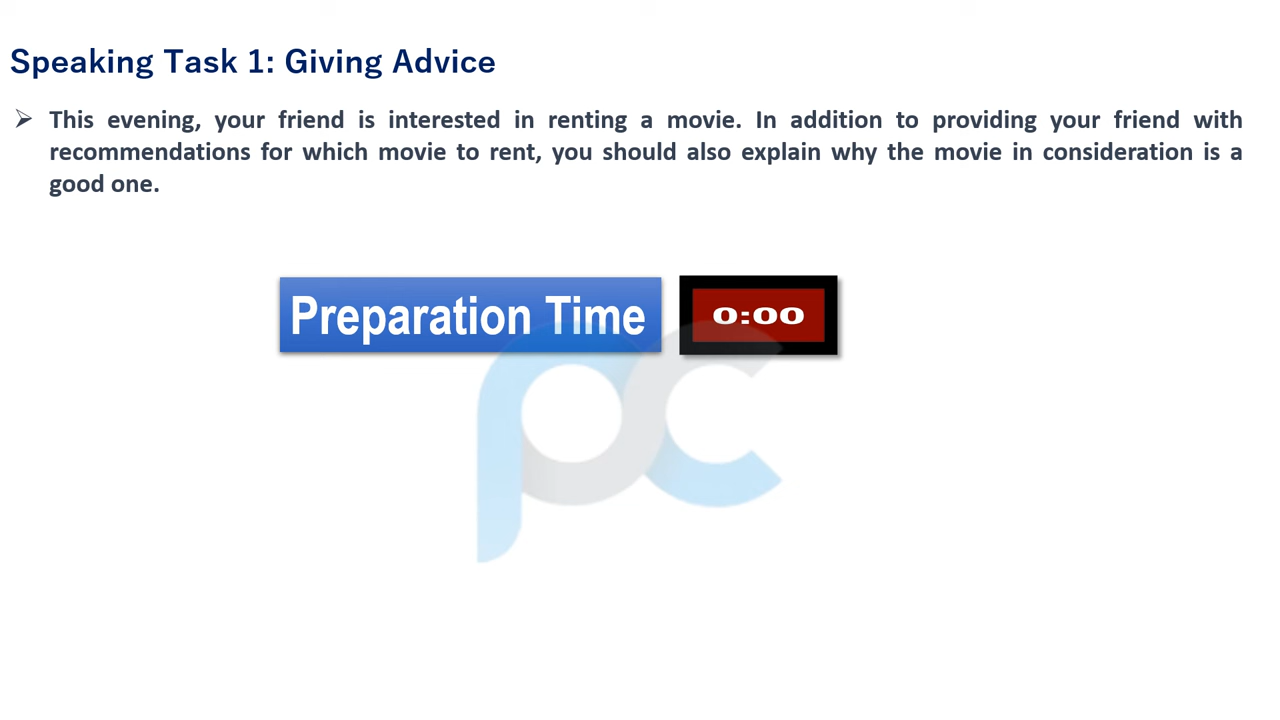 Speaking Task 1: Giving Advice
➢ This evening, your friend is interested in renting a movie. In addition to providing your friend with
recommendations for which movie to rent, you should also explain why the movie in consideration is a
good one.
Preparation Time
0:00
pc